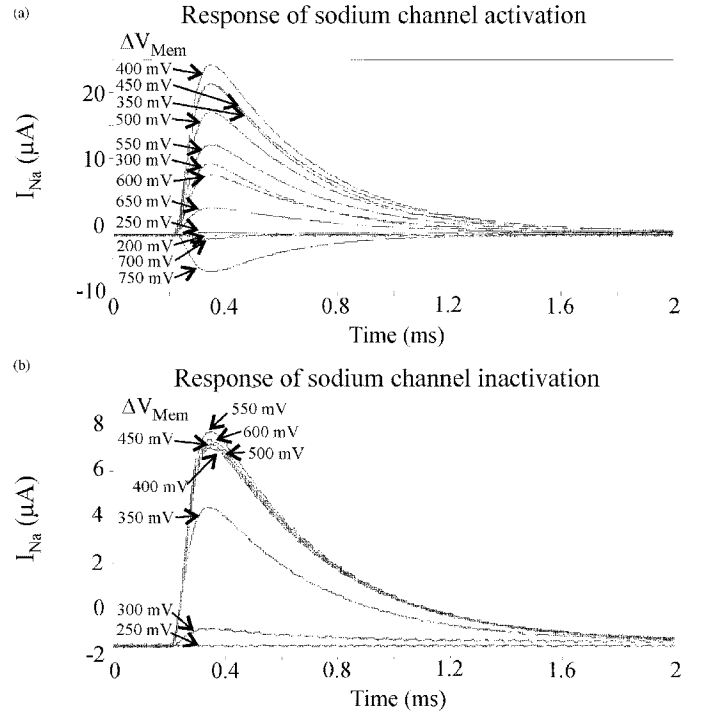 (a)
Response of sodium channel activation
ΔV_Mem
400 mV
450 mV
350 mV
500 mV
550 mV
300 mV
600 mV
650 mV
250 mV
200 mV
700 mV
750 mV
20
10
0
-10
I_Na (μA)
0 0.4 0.8 1.2 1.6 2
Time (ms)
(b)
Response of sodium channel inactivation
ΔV_Mem
550 mV
450 mV
600 mV
500 mV
400 mV
350 mV
300 mV
250 mV
8
6
4
2
0
-2
I_Na (μA)
0 0.4 0.8 1.2 1.6 2
Time (ms)